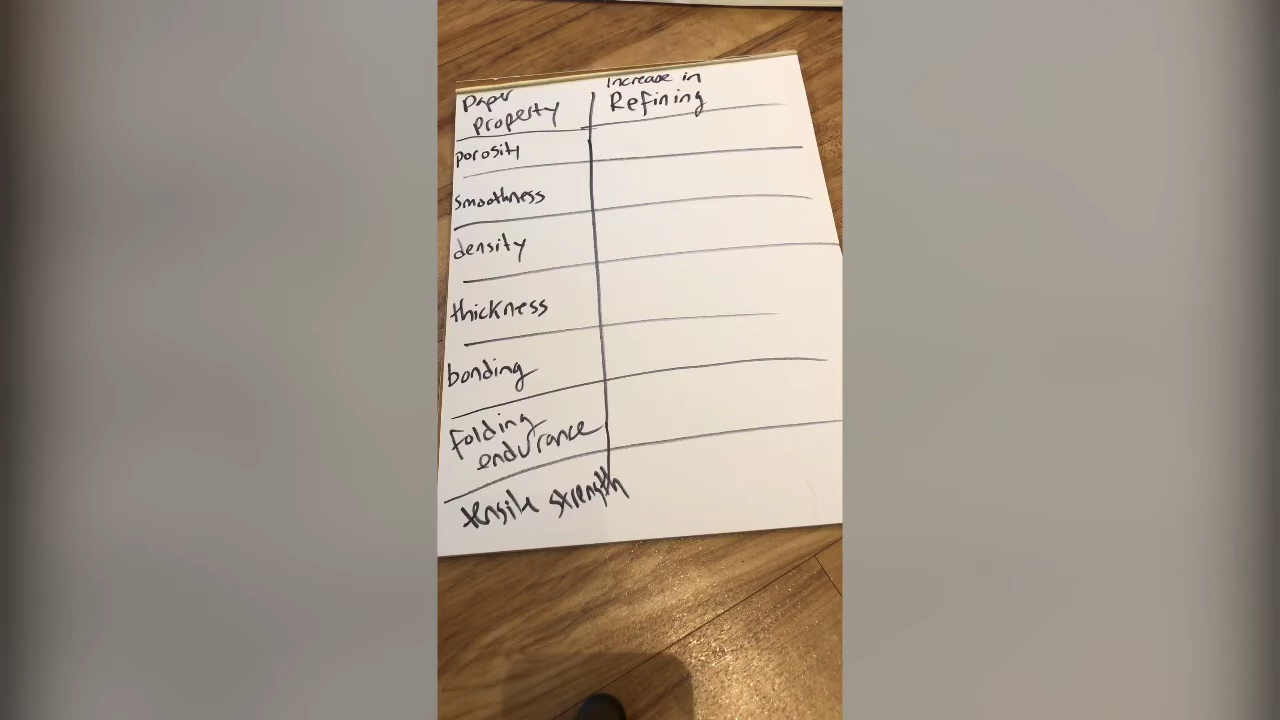 Paper
Property
Increase in
Refining
porosity
smoothness
density
thickness
bonding
folding
endurance
tensile strength